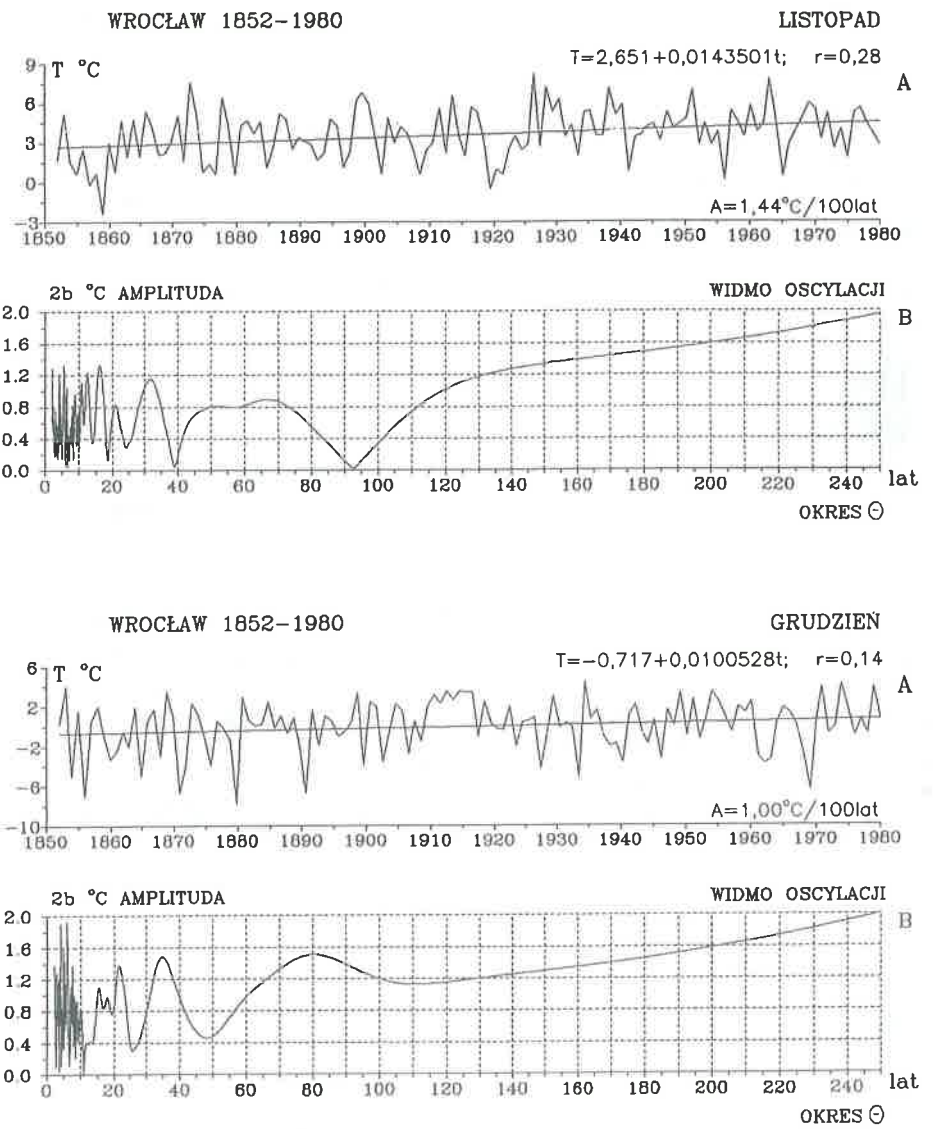 WROCŁAW 1852-1980 LISTOPAD
T=2,651+0,0143501t; r=0,28
T °C A
9
6
3
0
-3
A=1,44°C/100lat
1850 1860 1870 1880 1890 1900 1910 1920 1930 1940 1950 1960 1970 1980
2b °C AMPLITUDA WIDMO OSCYLACJI
B
2.0
1.6
1.2
0.8
0.4
0.0
0 20 40 60 80 100 120 140 160 180 200 220 240 lat
OKRES Θ
WROCŁAW 1852-1980 GRUDZIEŃ
T=-0,717+0,0100528t; r=0,14
T °C A
6
2
-2
-6
-10
A=1,00°C/100lat
1850 1860 1870 1880 1890 1900 1910 1920 1930 1940 1950 1960 1970 1980
2b °C AMPLITUDA WIDMO OSCYLACJI
B
2.0
1.6
1.2
0.8
0.4
0.0
0 20 40 60 80 100 120 140 160 180 200 220 240 lat
OKRES Θ